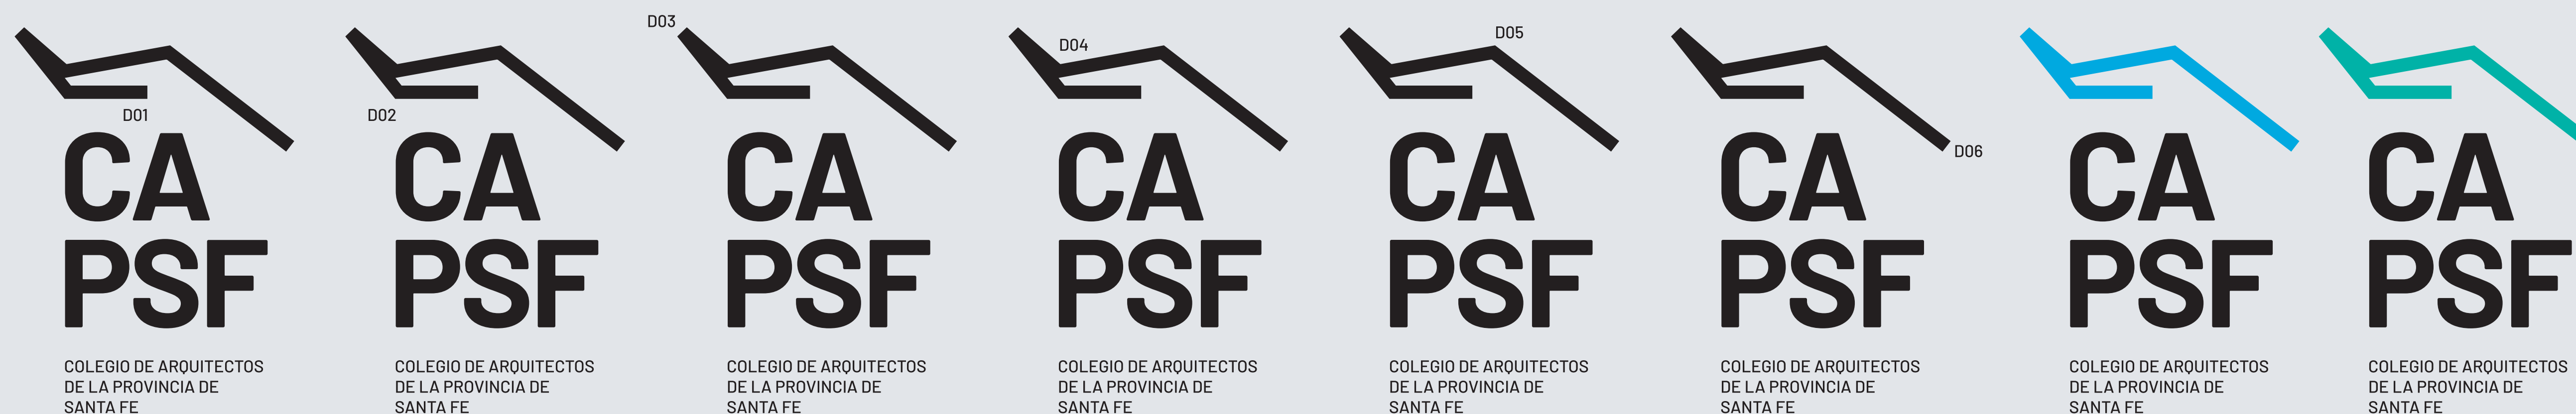 D01
CA
PSF
COLEGIO DE ARQUITECTOS
DE LA PROVINCIA DE
SANTA FE
D02
CA
PSF
COLEGIO DE ARQUITECTOS
DE LA PROVINCIA DE
SANTA FE
D03
CA
PSF
COLEGIO DE ARQUITECTOS
DE LA PROVINCIA DE
SANTA FE
D04
CA
PSF
COLEGIO DE ARQUITECTOS
DE LA PROVINCIA DE
SANTA FE
D05
CA
PSF
COLEGIO DE ARQUITECTOS
DE LA PROVINCIA DE
SANTA FE
D06
CA
PSF
COLEGIO DE ARQUITECTOS
DE LA PROVINCIA DE
SANTA FE
CA
PSF
COLEGIO DE ARQUITECTOS
DE LA PROVINCIA DE
SANTA FE
CA
PSF
COLEGIO DE ARQUITECTOS
DE LA PROVINCIA DE
SANTA FE